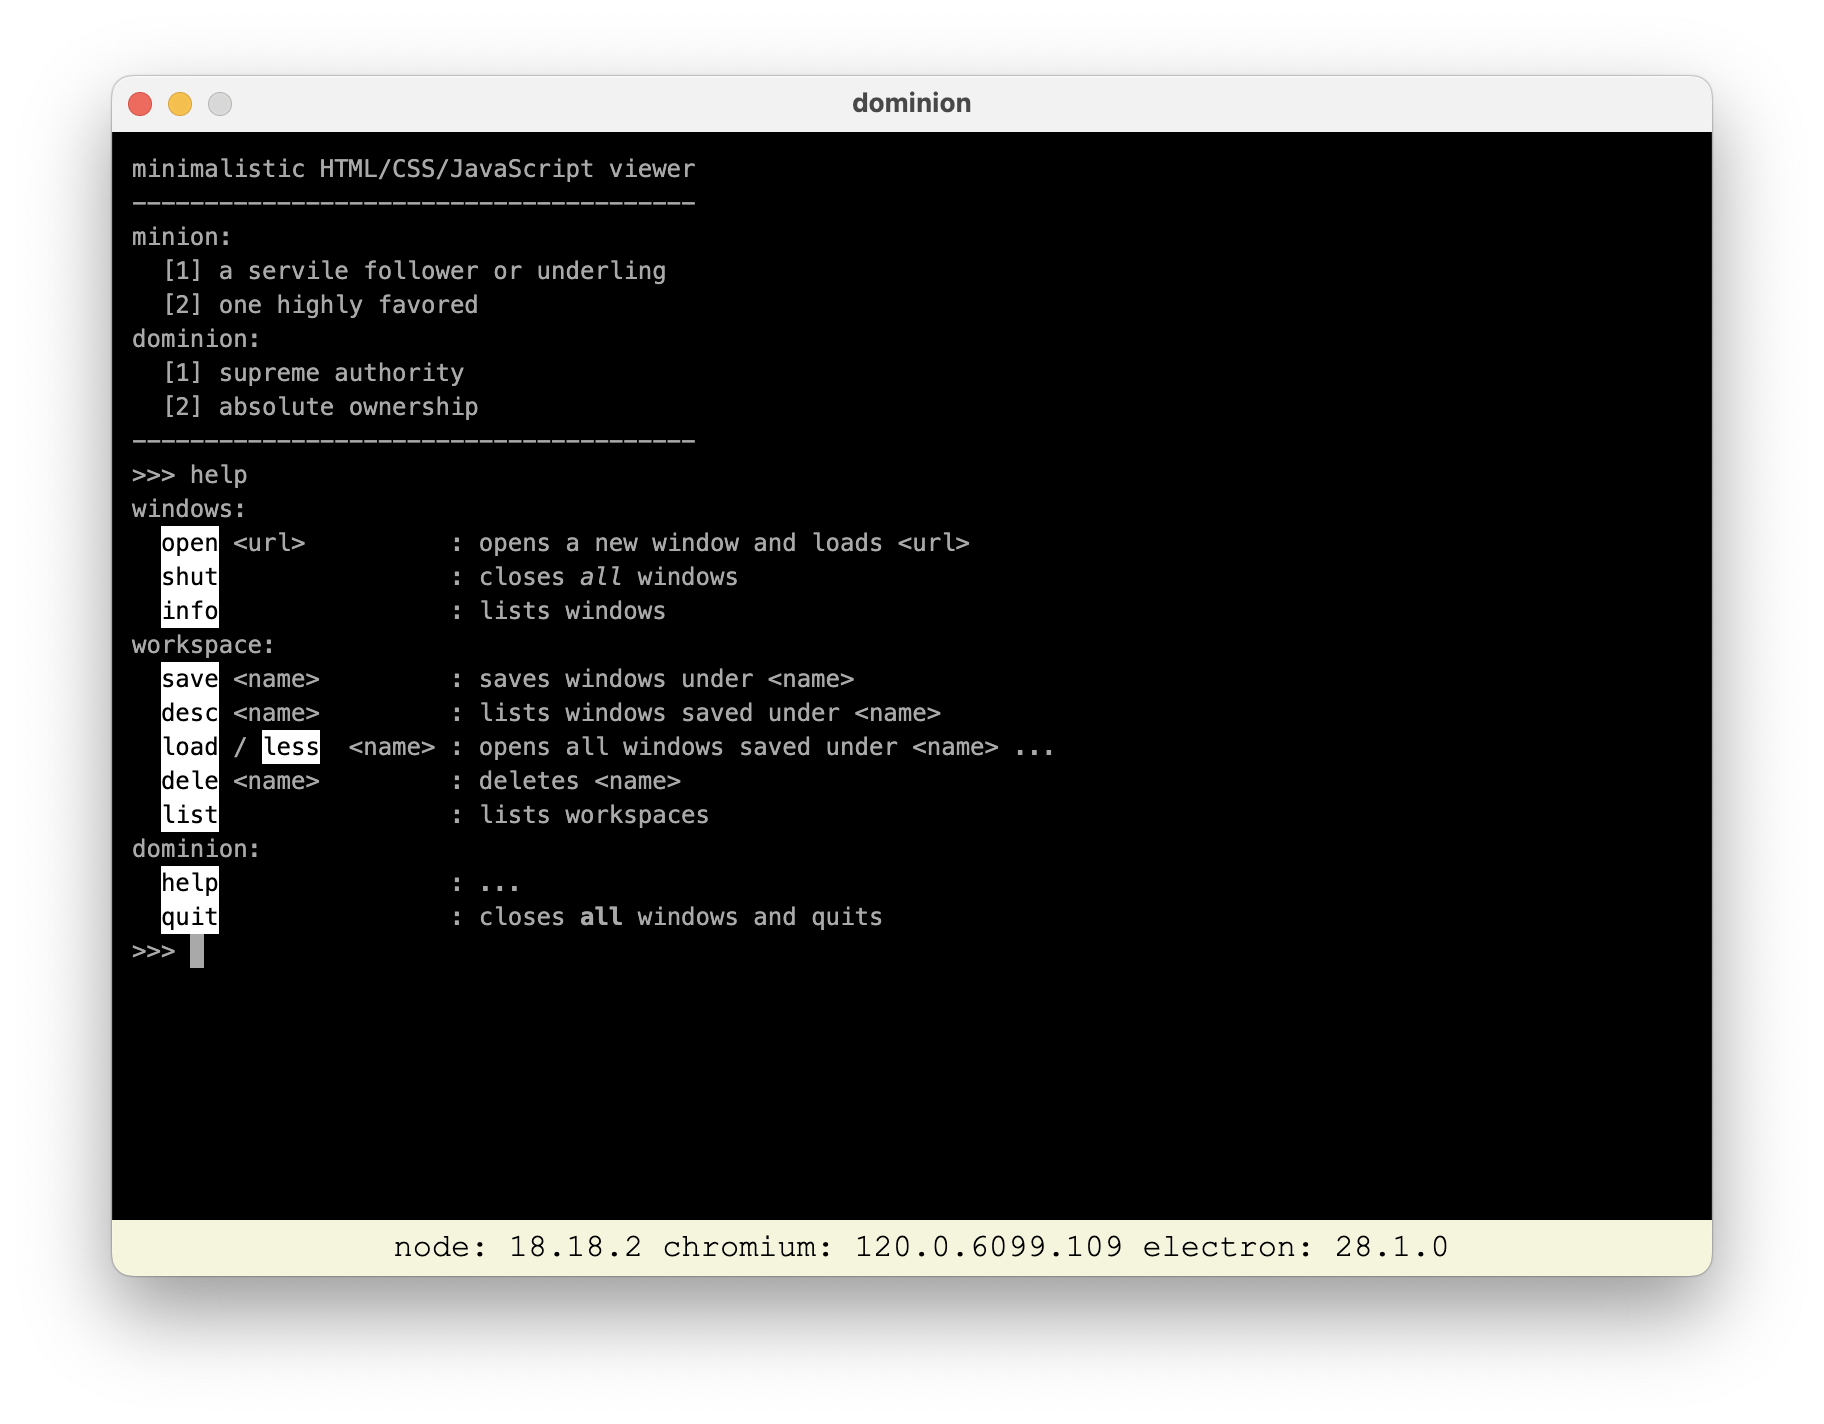 dominion
minimalistic HTML/CSS/JavaScript viewer
---------------------------------------
minion:
  [1] a servile follower or underling
  [2] one highly favored
dominion:
  [1] supreme authority
  [2] absolute ownership
---------------------------------------
>>> help
windows:
  open <url>          : opens a new window and loads <url>
  shut                : closes all windows
  info                : lists windows
workspace:
  save <name>         : saves windows under <name>
  desc <name>         : lists windows saved under <name>
  load / less  <name> : opens all windows saved under <name> ...
  dele <name>         : deletes <name>
  list                : lists workspaces
dominion:
  help                : ...
  quit                : closes all windows and quits
>>>
node: 18.18.2 chromium: 120.0.6099.109 electron: 28.1.0